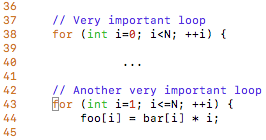 36
37 // Very important loop
38 for (int i=0; i<N; ++i) {
39
40 ...
41
42 // Another very important loop
43 for (int i=1; i<=N; ++i) {
44 foo[i] = bar[i] * i;
45